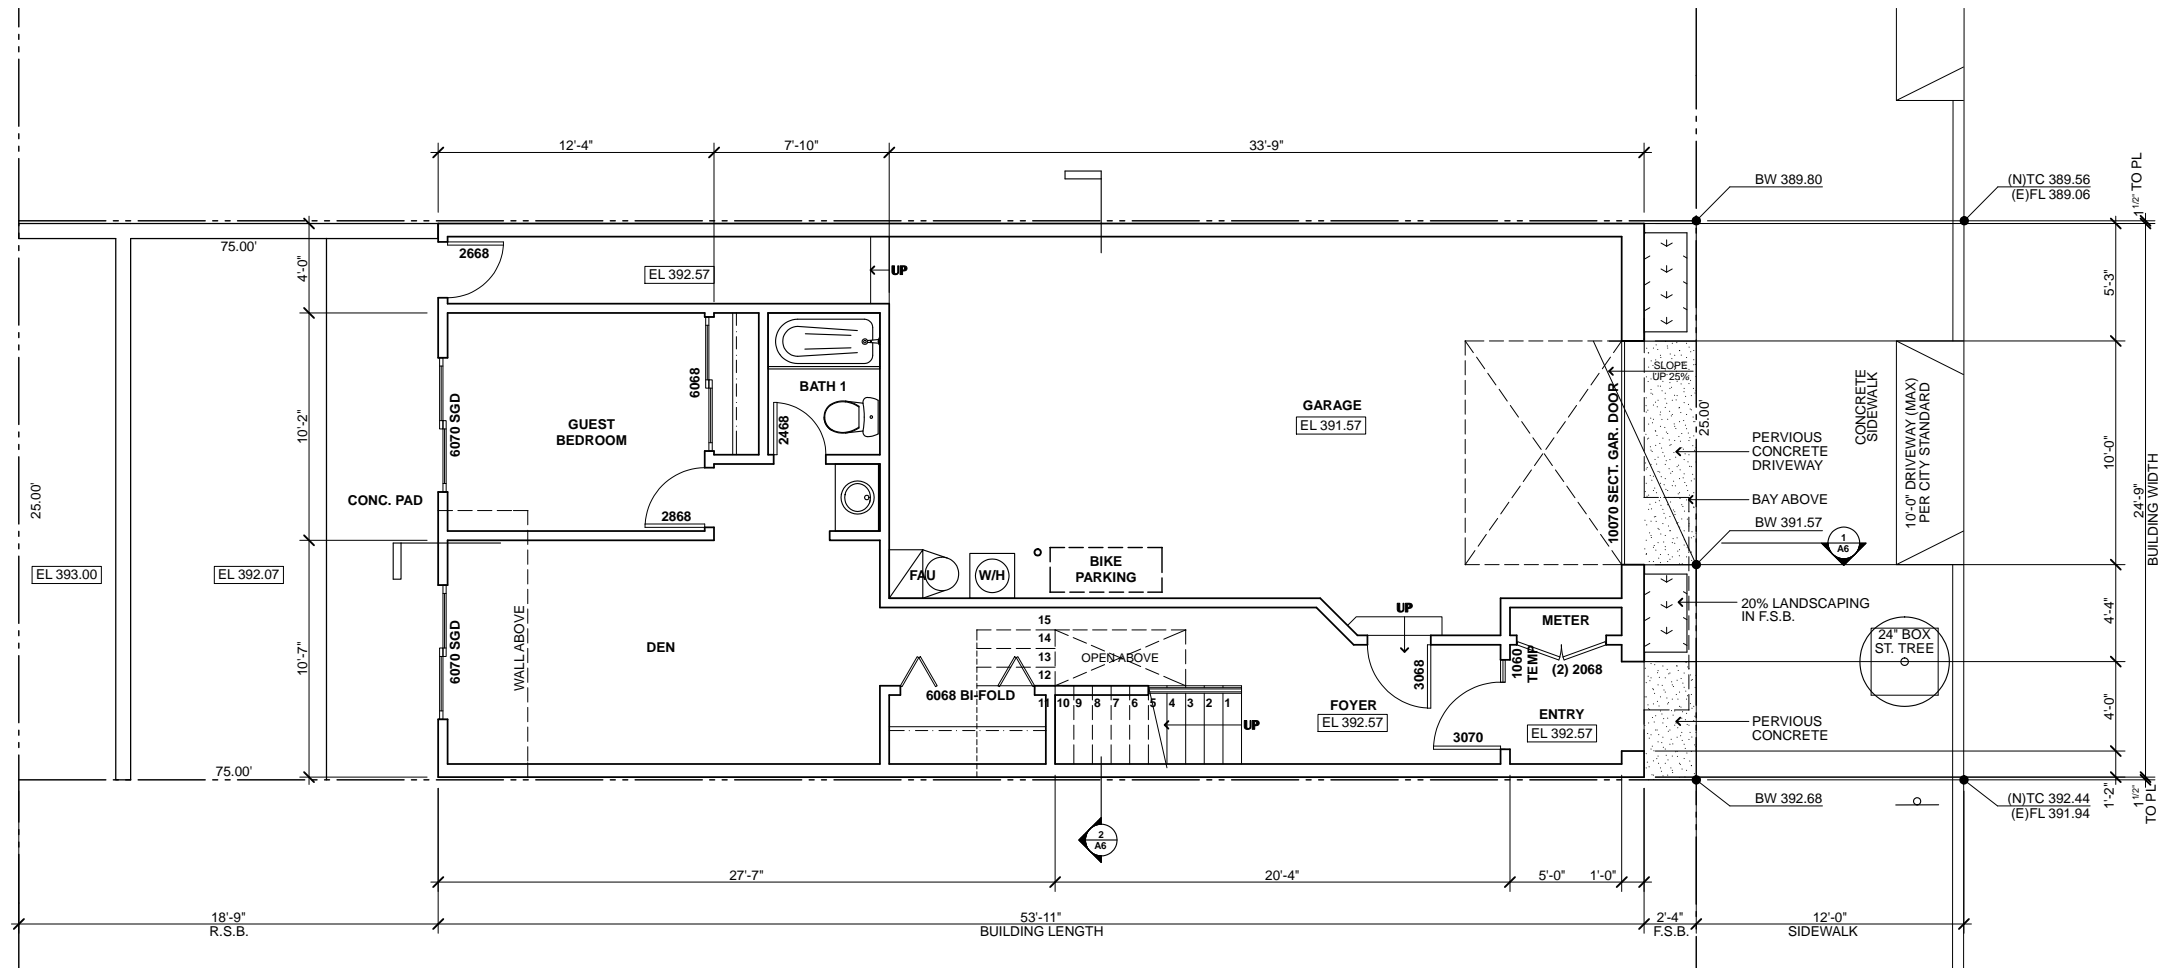 12'-4"
7'-10"
33'-9"
BW 389.80
(N)TC 389.56
(E)FL 389.06
1 1/2" TO PL
75.00'
4'-0"
2668
EL 392.57
UP
5'-3"
SLOPE
UP 25%
BATH 1
6068
2468
6070 SGD
GUEST
BEDROOM
10'-2"
GARAGE
EL 391.57
10070 SECT. GAR. DOOR
25.00'
CONCRETE
SIDEWALK
10'-0" DRIVEWAY (MAX)
PER CITY STANDARD
10'-0"
PERVIOUS
CONCRETE
DRIVEWAY
24'-9"
BUILDING WIDTH
25.00'
CONC. PAD
BAY ABOVE
2868
BW 391.57
1
A6
EL 393.00
EL 392.07
FAU
W/H
BIKE
PARKING
20% LANDSCAPING
IN F.S.B.
4'-4"
UP
METER
15
14
13
12
11 10 9 8 7 6 5 4 3 2 1
OPEN ABOVE
24" BOX
ST. TREE
10'-7"
6070 SGD
WALL ABOVE
DEN
6068 BI-FOLD
UP
3068
1060
TEMP
(2) 2068
FOYER
EL 392.57
3070
ENTRY
EL 392.57
PERVIOUS
CONCRETE
4'-0"
75.00'
1'-2"
1 1/2"
TO PL
BW 392.68
(N)TC 392.44
(E)FL 391.94
2
A6
27'-7"
20'-4"
5'-0"
1'-0"
18'-9"
R.S.B.
53'-11"
BUILDING LENGTH
2'-4"
F.S.B.
12'-0"
SIDEWALK